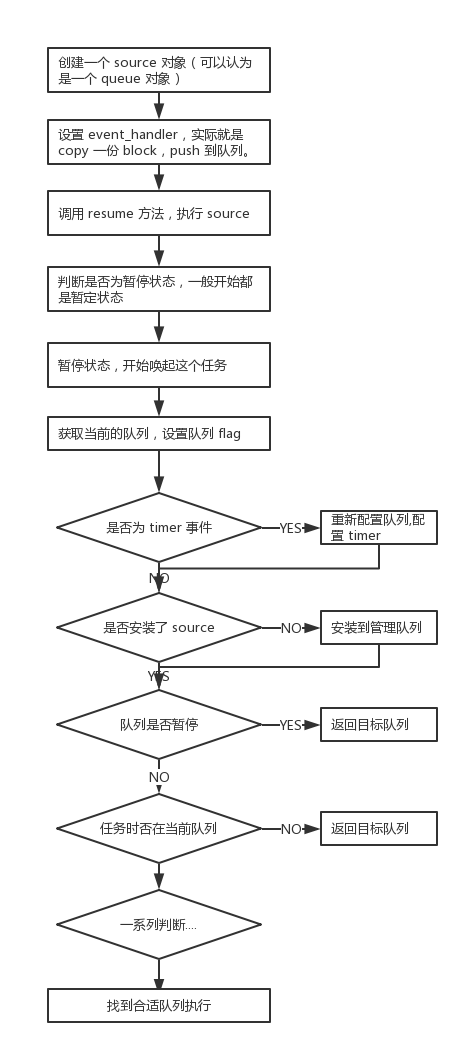 创建一个 source 对象（可以认为
是一个 queue 对象）
设置 event_handler，实际就是
copy 一份 block，push 到队列。
调用 resume 方法，执行 source
判断是否为暂停状态，一般开始都
是暂定状态
暂停状态，开始唤起这个任务
获取当前的队列，设置队列 flag
是否为 timer 事件
YES
重新配置队列,配
置 timer
NO
是否安装了 source
NO
安装到管理队列
YES
队列是否暂停
YES
返回目标队列
NO
任务时否在当前队列
NO
返回目标队列
一系列判断....
找到合适队列执行